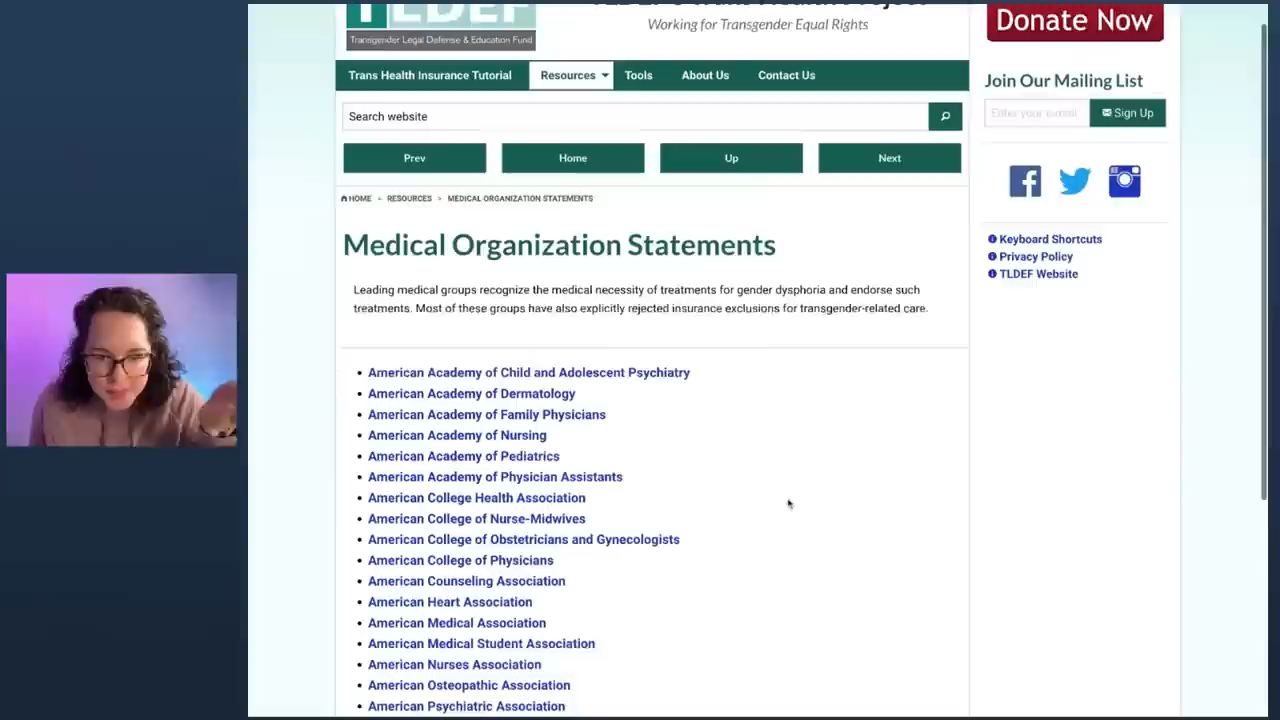 TLDEF
Transgender Legal Defense & Education Fund
Working for Transgender Equal Rights
Donate Now
Trans Health Insurance Tutorial
Resources
Tools
About Us
Contact Us
Search website
Prev
Home
Up
Next
HOME
RESOURCES > MEDICAL ORGANIZATION STATEMENTS
Medical Organization Statements
Leading medical groups recognize the medical necessity of treatments for gender dysphoria and endorse such
treatments. Most of these groups have also explicitly rejected insurance exclusions for transgender-related care.
• American Academy of Child and Adolescent Psychiatry
• American Academy of Dermatology
• American Academy of Family Physicians
• American Academy of Nursing
• American Academy of Pediatrics
• American Academy of Physician Assistants
• American College Health Association
• American College of Nurse-Midwives
• American College of Obstetricians and Gynecologists
• American College of Physicians
• American Counseling Association
• American Heart Association
• American Medical Association
• American Medical Student Association
• American Nurses Association
• American Osteopathic Association
• American Psychiatric Association
Join Our Mailing List
Enter your email
Sign Up
Keyboard Shortcuts
Privacy Policy
TLDEF Website